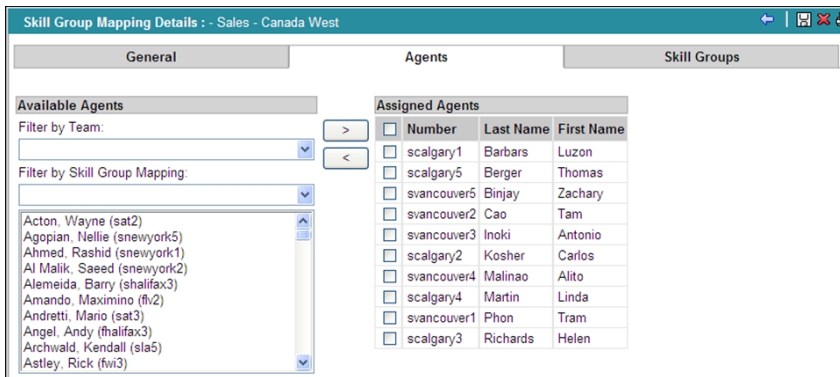 Skill Group Mapping Details : - Sales - Canada West
General Agents Skill Groups
Available Agents
Filter by Team:
Filter by Skill Group Mapping:
Acton, Wayne (sat2)
Agopian, Nellie (snewyork5)
Ahmed, Rashid (snewyork1)
Al Malik, Saeed (snewyork2)
Alemeida, Barry (shalifax3)
Amando, Maximino (flv2)
Andretti, Mario (sat3)
Angel, Andy (fhalifax3)
Archwald, Kendall (sla5)
Astley, Rick (fwi3)
>
<
Assigned Agents
Number Last Name First Name
scalgary1 Barbars Luzon
scalgary5 Berger Thomas
svancouver5 Binjay Zachary
svancouver2 Cao Tam
svancouver3 Inoki Antonio
scalgary2 Kosher Carlos
svancouver4 Malinao Alito
scalgary4 Martin Linda
svancouver1 Phon Tram
scalgary3 Richards Helen